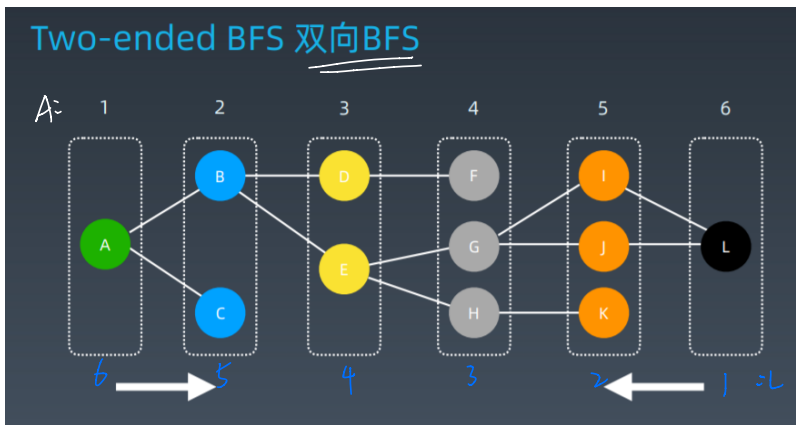 Two-ended BFS 双向BFS
A: 1 2 3 4 5 6
B D F I
A E G J L
C H K
6 5 4 3 2 1 :L